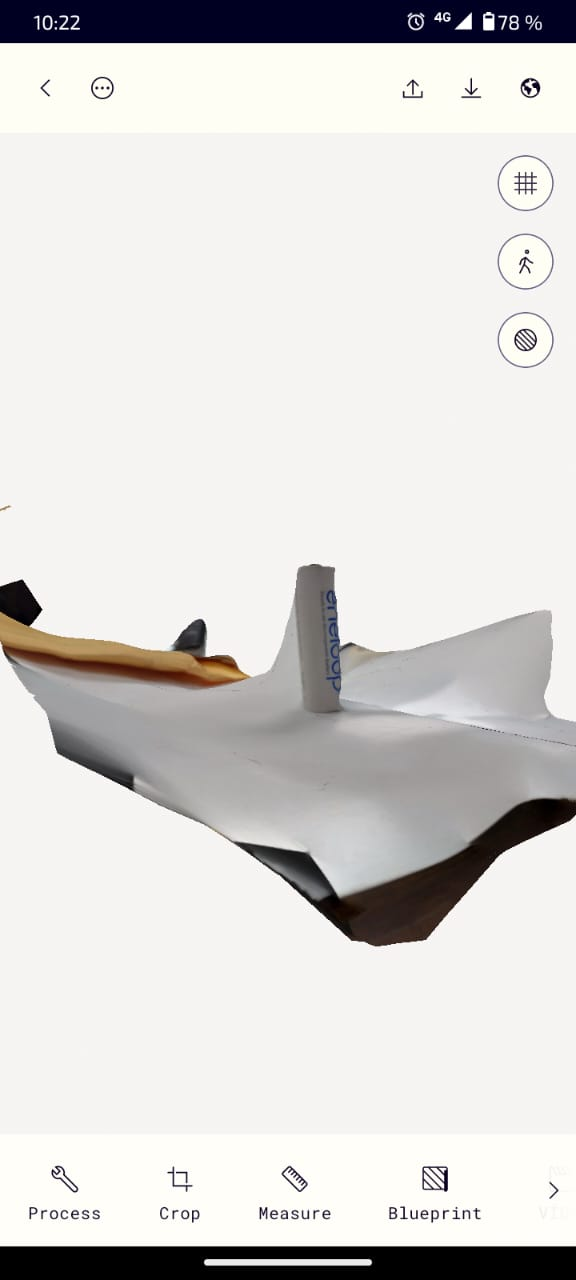 10:22
4G
78 %
eneloop
Process
Crop
Measure
Blueprint